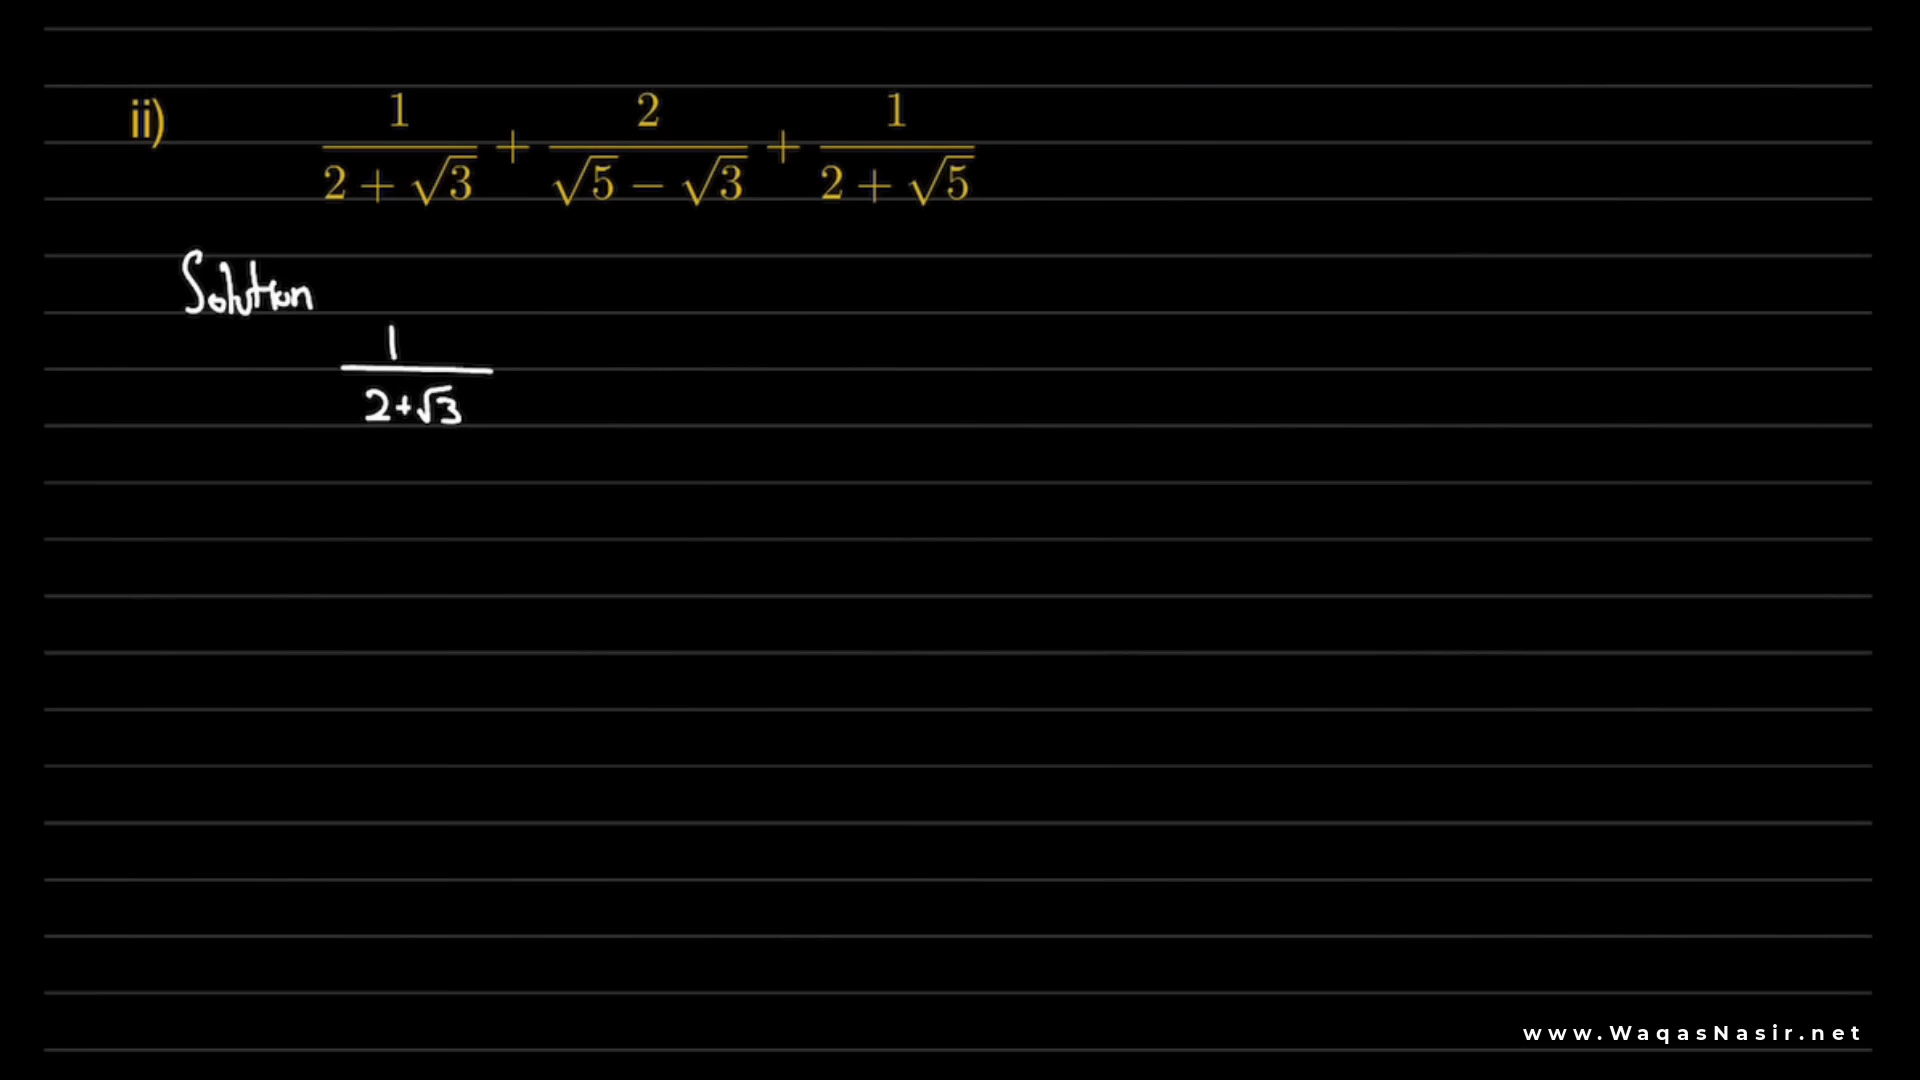 ii) 1/(2 + √3) + 2/(√5 − √3) + 1/(2 + √5)
Solution
1/(2+√3)
www.WaqasNasir.net